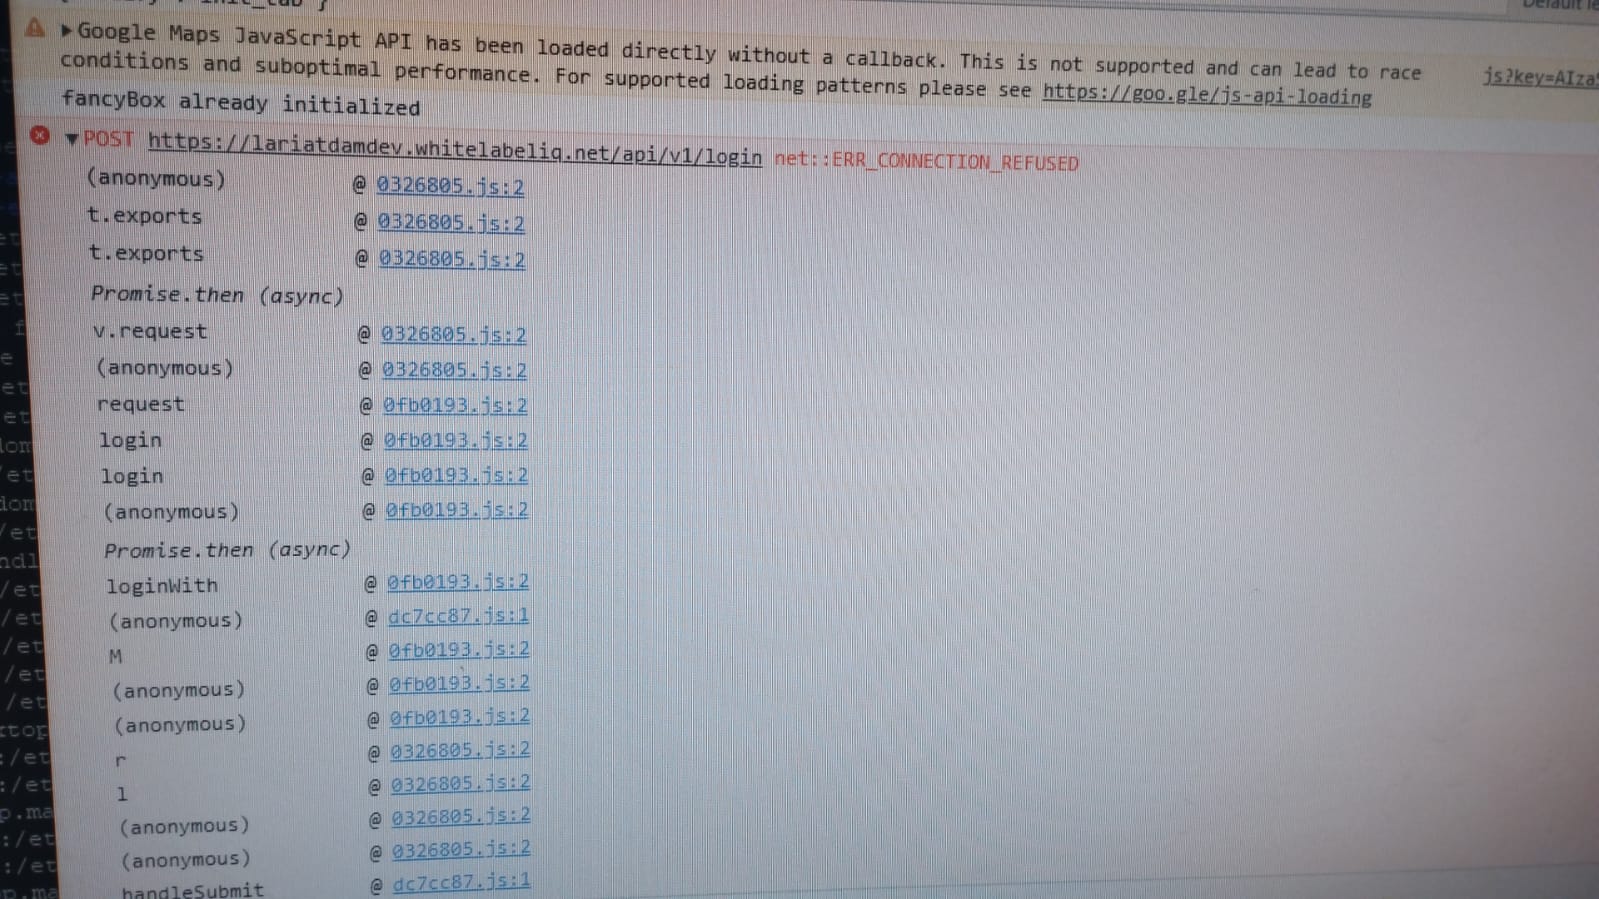 Google Maps JavaScript API has been loaded directly without a callback. This is not supported and can lead to race js?key=AIza
conditions and suboptimal performance. For supported loading patterns please see https://goo.gle/js-api-loading
fancyBox already initialized
POST https://lariatdamdev.whitelabeliq.net/api/v1/login net::ERR_CONNECTION_REFUSED
(anonymous) @ 0326805.js:2
t.exports @ 0326805.js:2
t.exports @ 0326805.js:2
Promise.then (async)
v.request @ 0326805.js:2
(anonymous) @ 0326805.js:2
request @ 0fb0193.js:2
login @ 0fb0193.js:2
login @ 0fb0193.js:2
(anonymous) @ 0fb0193.js:2
Promise.then (async)
loginWith @ 0fb0193.js:2
(anonymous) @ dc7cc87.js:1
M @ 0fb0193.js:2
(anonymous) @ 0fb0193.js:2
(anonymous) @ 0fb0193.js:2
r @ 0326805.js:2
l @ 0326805.js:2
(anonymous) @ 0326805.js:2
(anonymous) @ 0326805.js:2
handleSubmit @ dc7cc87.js:1